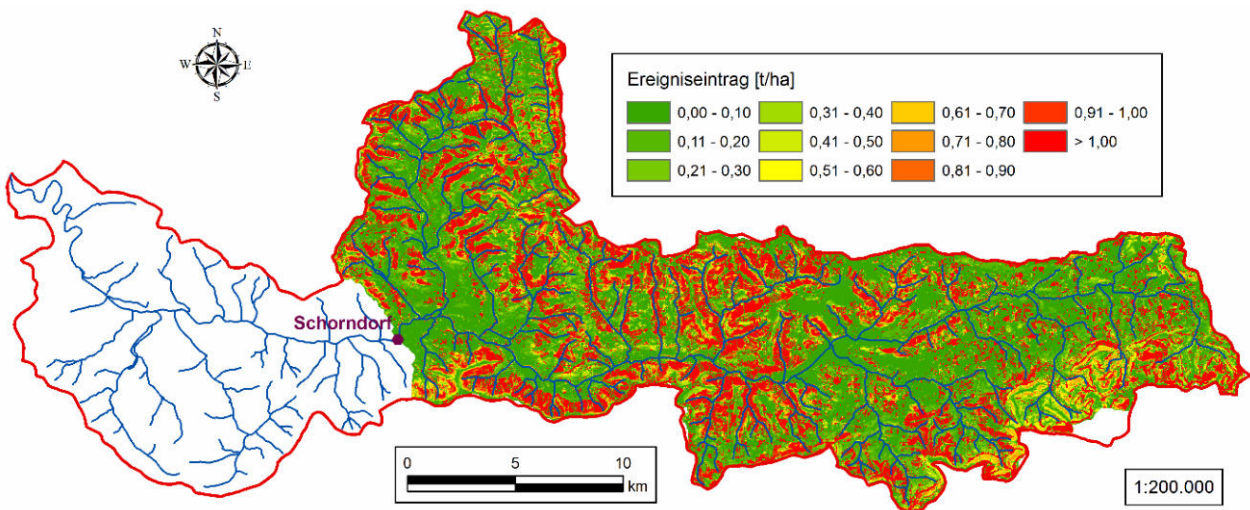 N
W E
S
Ereigniseintrag [t/ha]
0,00 - 0,10 0,31 - 0,40 0,61 - 0,70 0,91 - 1,00
0,11 - 0,20 0,41 - 0,50 0,71 - 0,80 > 1,00
0,21 - 0,30 0,51 - 0,60 0,81 - 0,90
Schorndorf
0 5 10
km
1:200.000